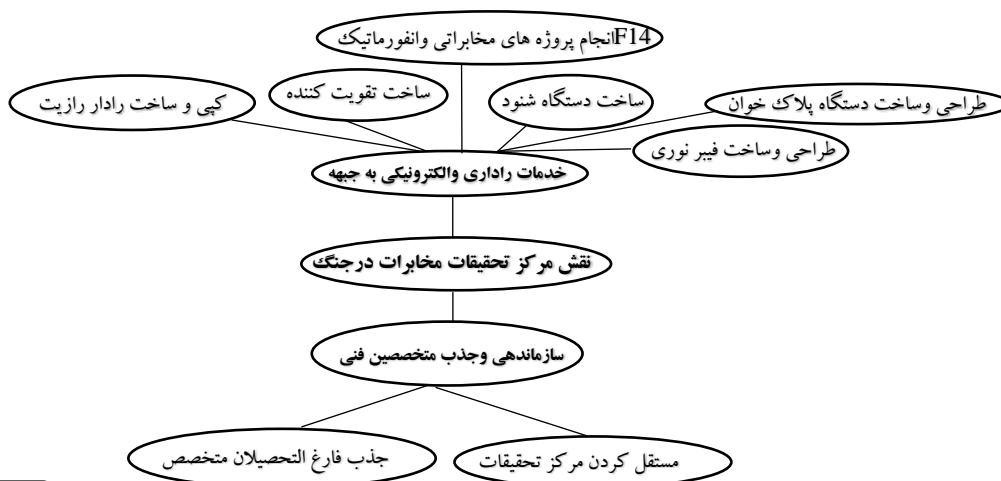 انجام پروژه های مخابراتی وانفورماتیک F14
ساخت تقویت کننده
ساخت دستگاه شنود
کپی و ساخت رادار رازیت
طراحی وساخت دستگاه پلاک خوان
طراحی وساخت فیبر نوری
خدمات راداری والکترونیکی به جبهه
نقش مرکز تحقیقات مخابرات درجنگ
سازماندهی وجذب متخصصین فنی
جذب فارغ التحصیلان متخصص
مستقل کردن مرکز تحقیقات